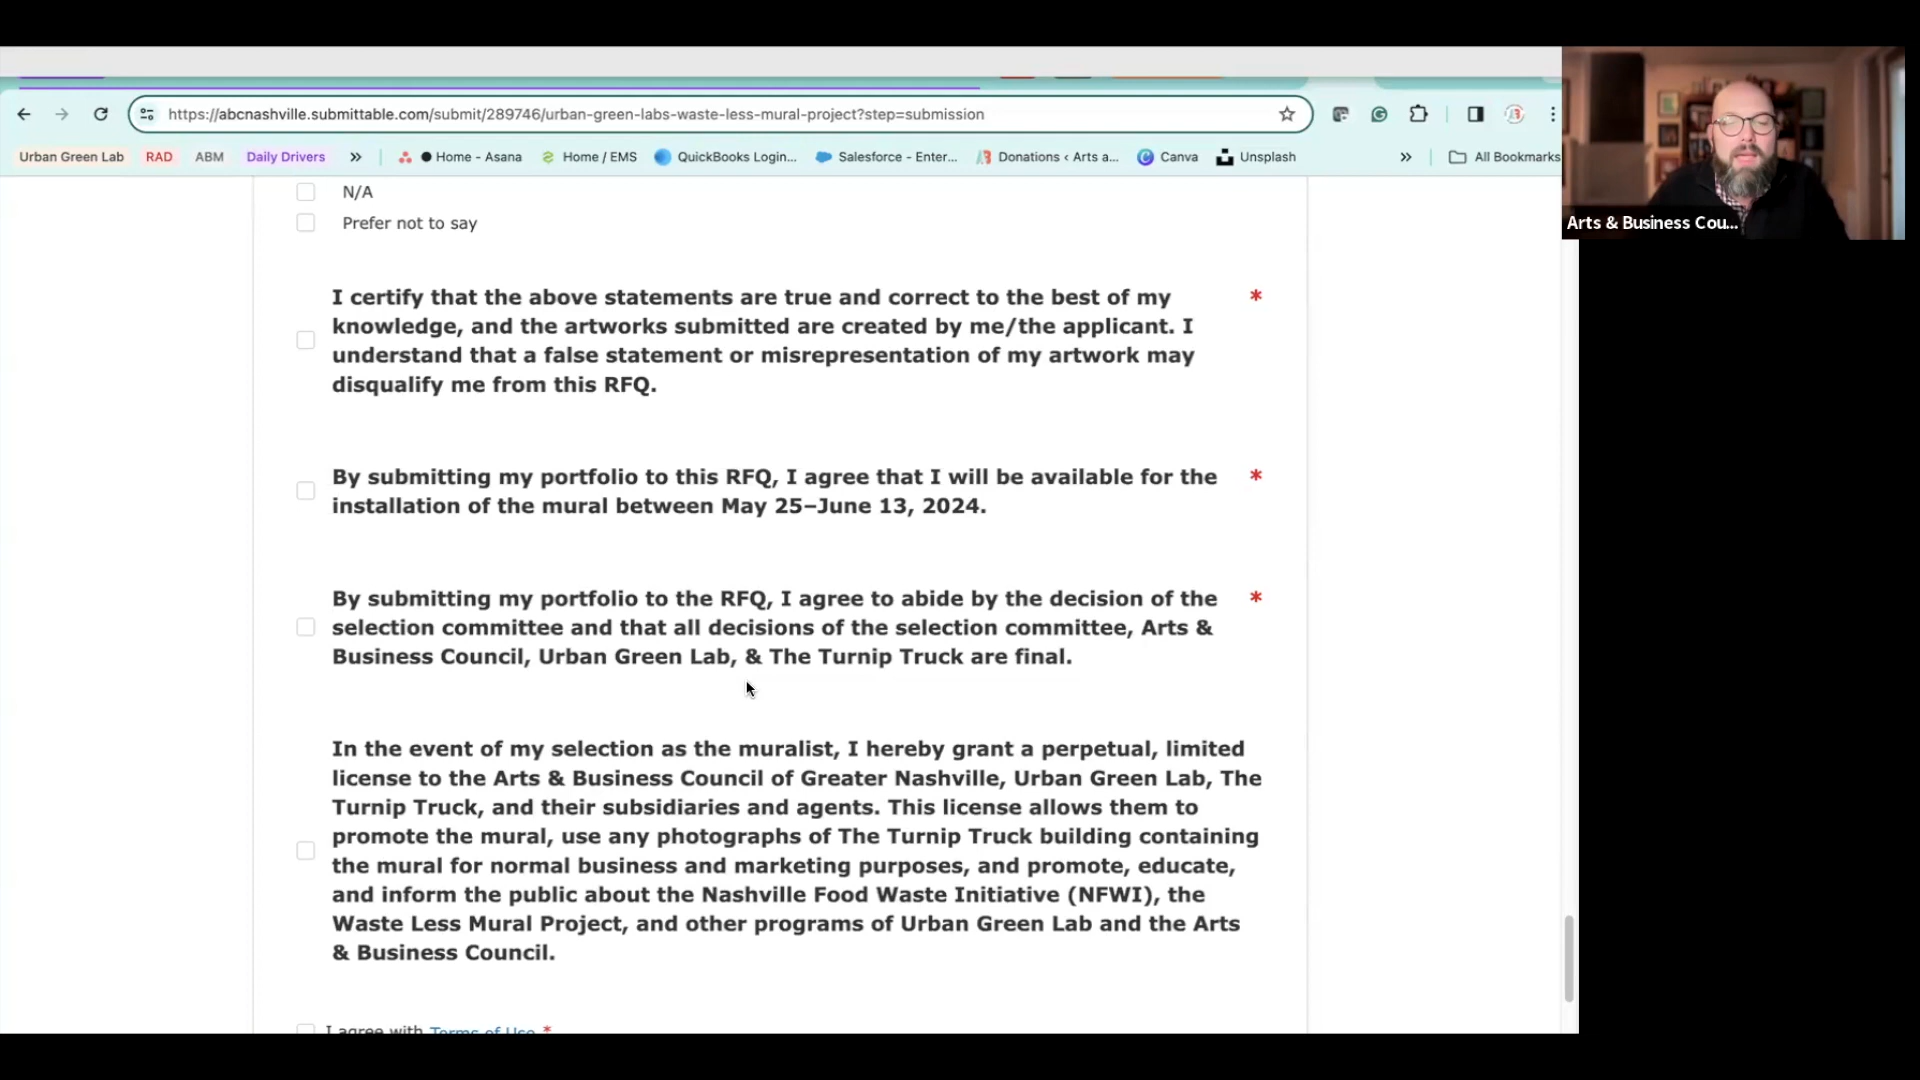 https://abcnashville.submittable.com/submit/289746/urban-green-labs-waste-less-mural-project?step=submission
Urban Green Lab RAD ABM Daily Drivers » Home - Asana Home / EMS QuickBooks Login... Salesforce - Enter... Donations ‹ Arts a... Canva Unsplash » All Bookmarks
Arts & Business Cou...
N/A
Prefer not to say
I certify that the above statements are true and correct to the best of my *
knowledge, and the artworks submitted are created by me/the applicant. I
understand that a false statement or misrepresentation of my artwork may
disqualify me from this RFQ.
By submitting my portfolio to this RFQ, I agree that I will be available for the *
installation of the mural between May 25–June 13, 2024.
By submitting my portfolio to the RFQ, I agree to abide by the decision of the *
selection committee and that all decisions of the selection committee, Arts &
Business Council, Urban Green Lab, & The Turnip Truck are final.
In the event of my selection as the muralist, I hereby grant a perpetual, limited
license to the Arts & Business Council of Greater Nashville, Urban Green Lab, The
Turnip Truck, and their subsidiaries and agents. This license allows them to
promote the mural, use any photographs of The Turnip Truck building containing
the mural for normal business and marketing purposes, and promote, educate,
and inform the public about the Nashville Food Waste Initiative (NFWI), the
Waste Less Mural Project, and other programs of Urban Green Lab and the Arts
& Business Council.
I agree with Terms of Use *